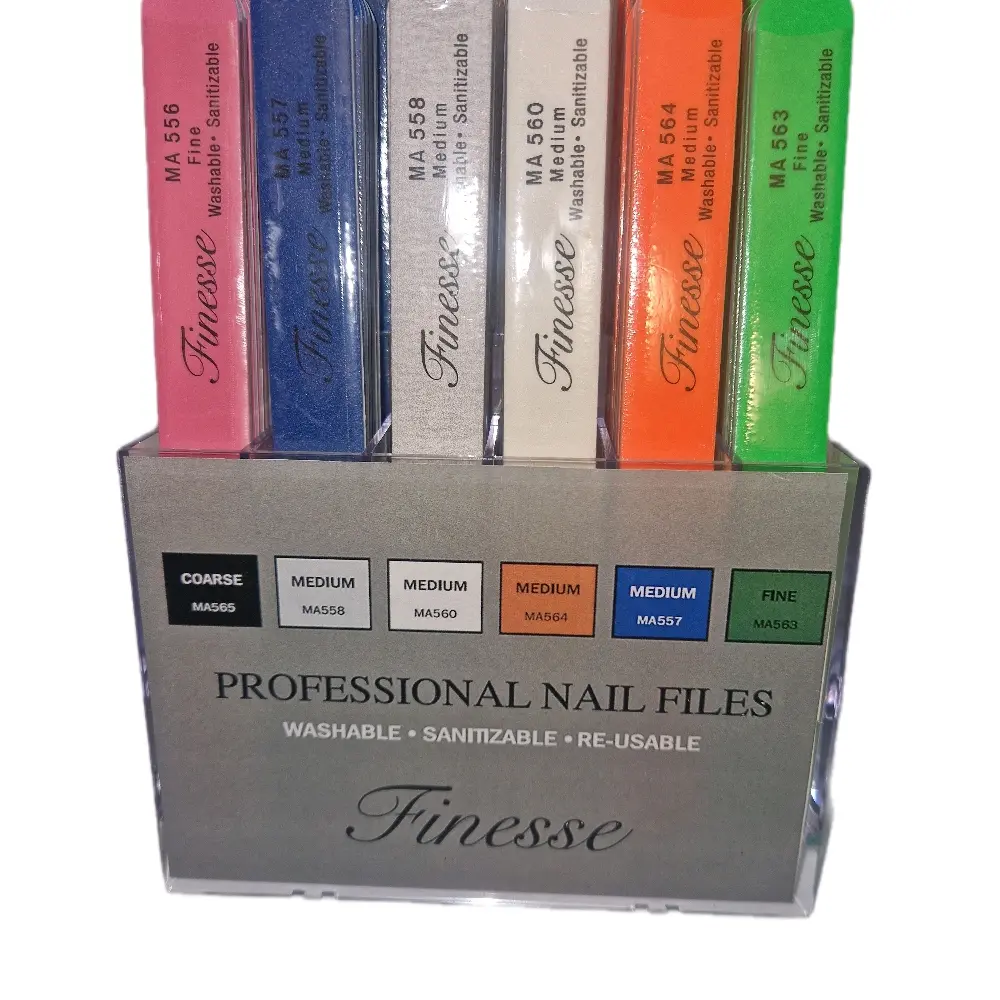 MA 556
Fine
Washable• Sanitizable
Finesse
MA 557
Medium
Washable• Sanitizable
Finesse
MA 558
Medium
Sanitizable
Finesse
MA 560
Medium
Washable• Sanitizable
Finesse
MA 564
Medium
Washable• Sanitizable
Finesse
MA 563
Fine
Washable• Sanitizable
Finesse
COARSE
MA565
MEDIUM
MA558
MEDIUM
MA560
MEDIUM
MA564
MEDIUM
MA557
FINE
MA563
PROFESSIONAL NAIL FILES
WASHABLE • SANITIZABLE • RE-USABLE
Finesse